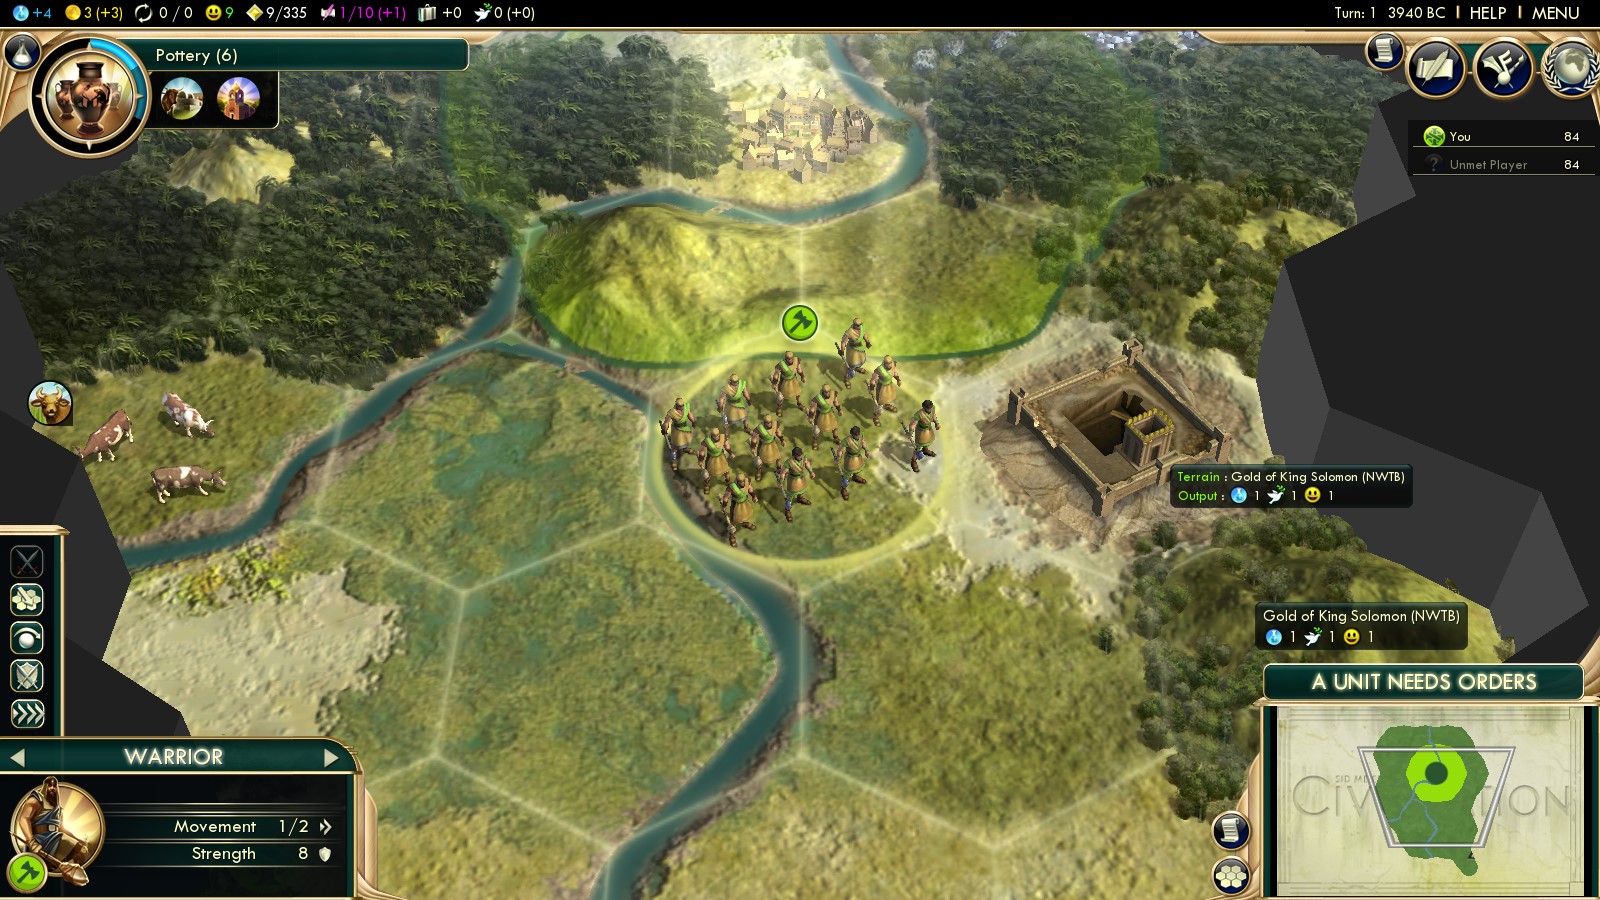 +4 3 (+3) 0 / 0 9 9/335 1/10 (+1) +0 0 (+0) Turn: 1 3940 BC HELP MENU
Pottery (6)
You 84
? Unmet Player 84
Terrain : Gold of King Solomon (NWTB)
Output : 1 1 1
Gold of King Solomon (NWTB)
1 1 1
A UNIT NEEDS ORDERS
WARRIOR
Movement 1/2
Strength 8